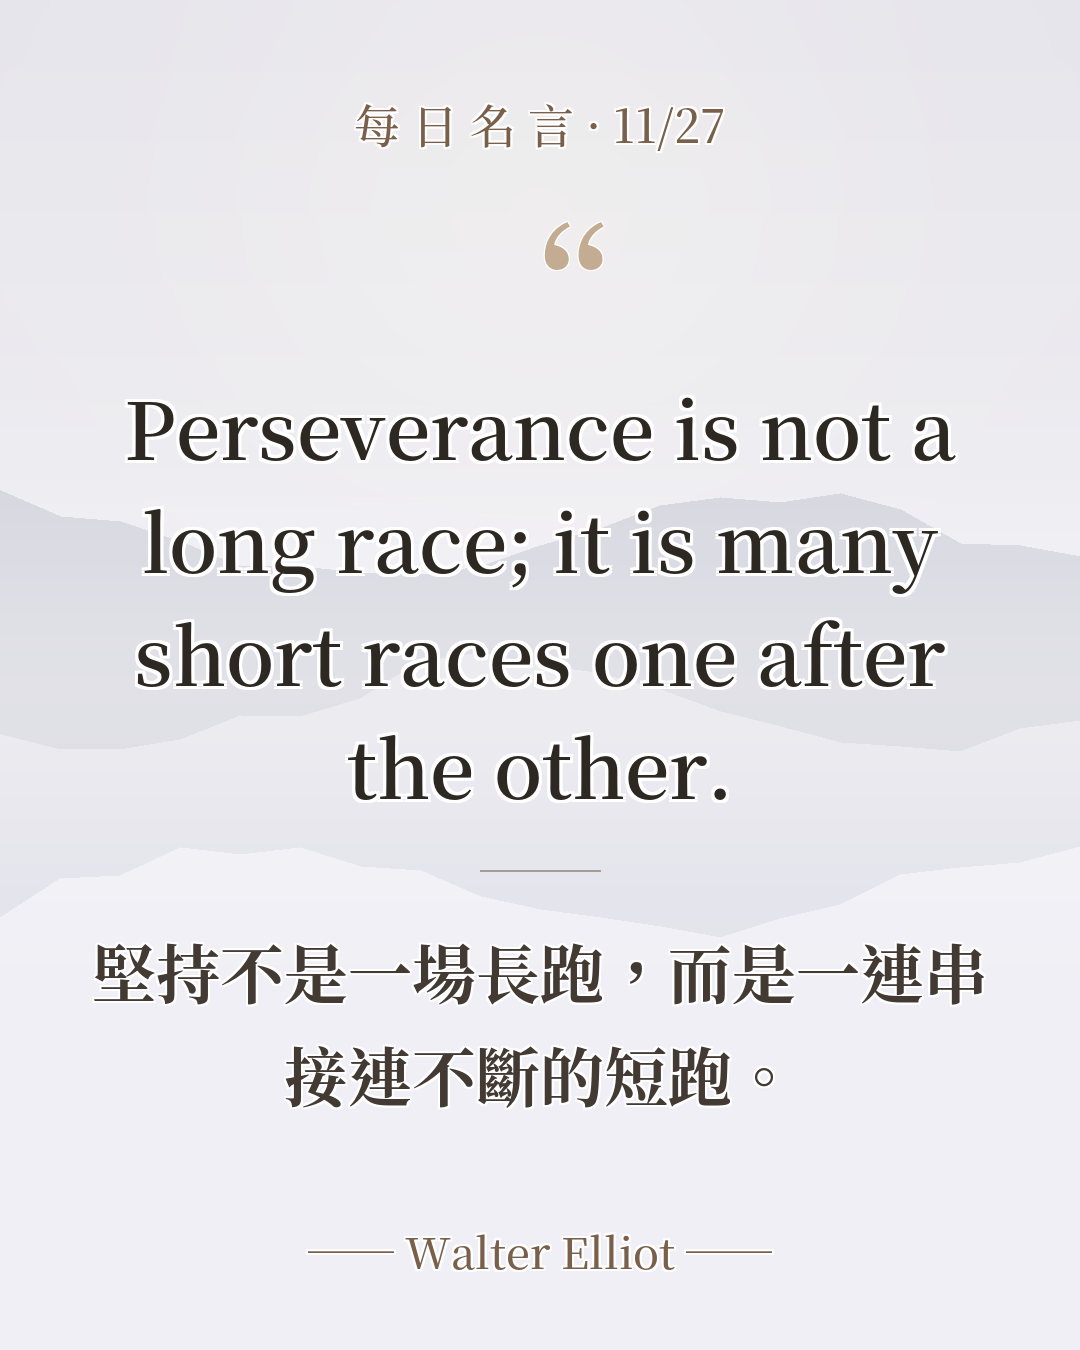 每日名言 · 11/27
“
Perseverance is not a
long race; it is many
short races one after
the other.
堅持不是一場長跑，而是一連串
接連不斷的短跑。
—— Walter Elliot ——